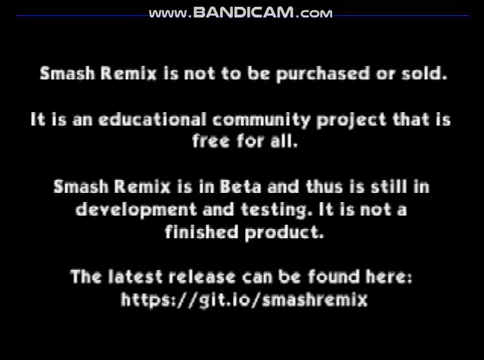 www.BANDICAM.com
Smash Remix is not to be purchased or sold.
It is an educational community project that is
free for all.
Smash Remix is in Beta and thus is still in
development and testing. It is not a
finished product.
The latest release can be found here:
https://git.io/smashremix